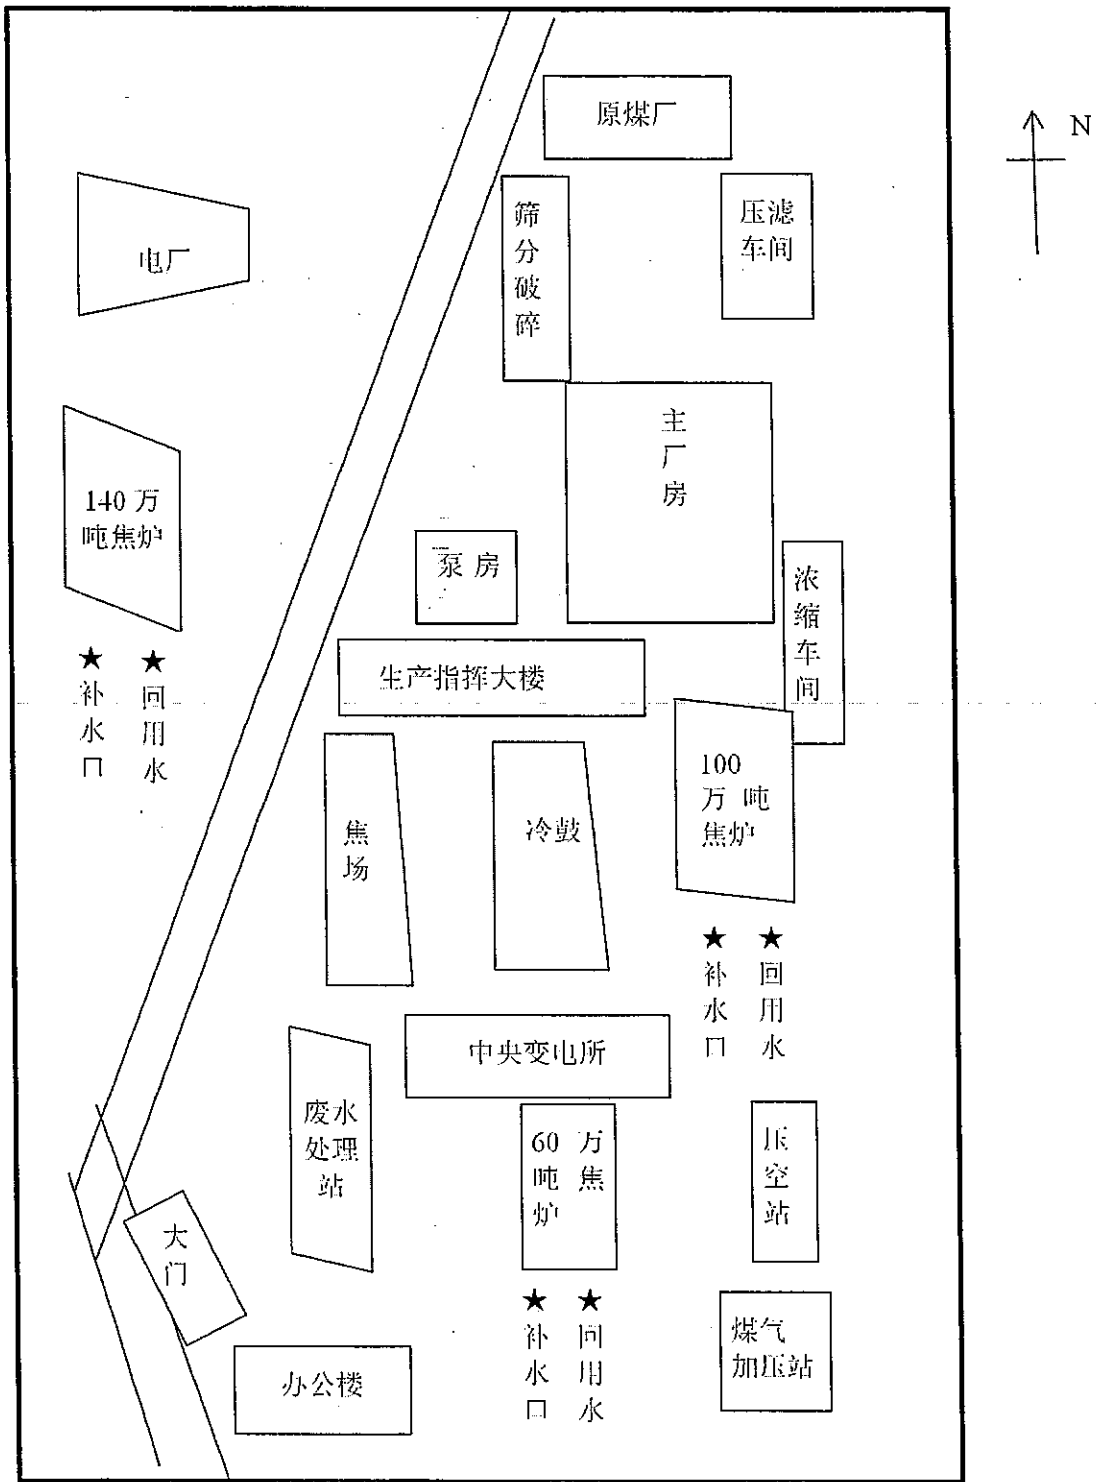 原煤厂
N
筛分破碎
压滤
车间
电厂
主厂房
140 万
吨焦炉
泵 房
浓缩车间
生产指挥大楼
★ ★
补水口
回用水
100
万 吨
焦炉
焦场
冷鼓
★ ★
补水口
回用水
中央变电所
废水
处理
站
60 万
吨 焦
炉
压空站
大门
★ ★
补水口
回用水
煤气
加压站
办公楼